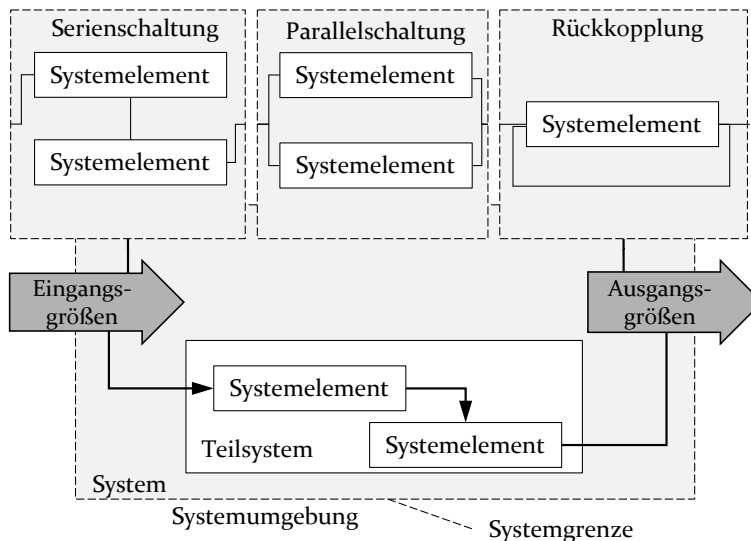 Serienschaltung
Systemelement
Systemelement
Parallelschaltung
Systemelement
Systemelement
Rückkopplung
Systemelement
Eingangs-
größen
Ausgangs-
größen
Systemelement
Systemelement
Teilsystem
System
Systemumgebung
Systemgrenze